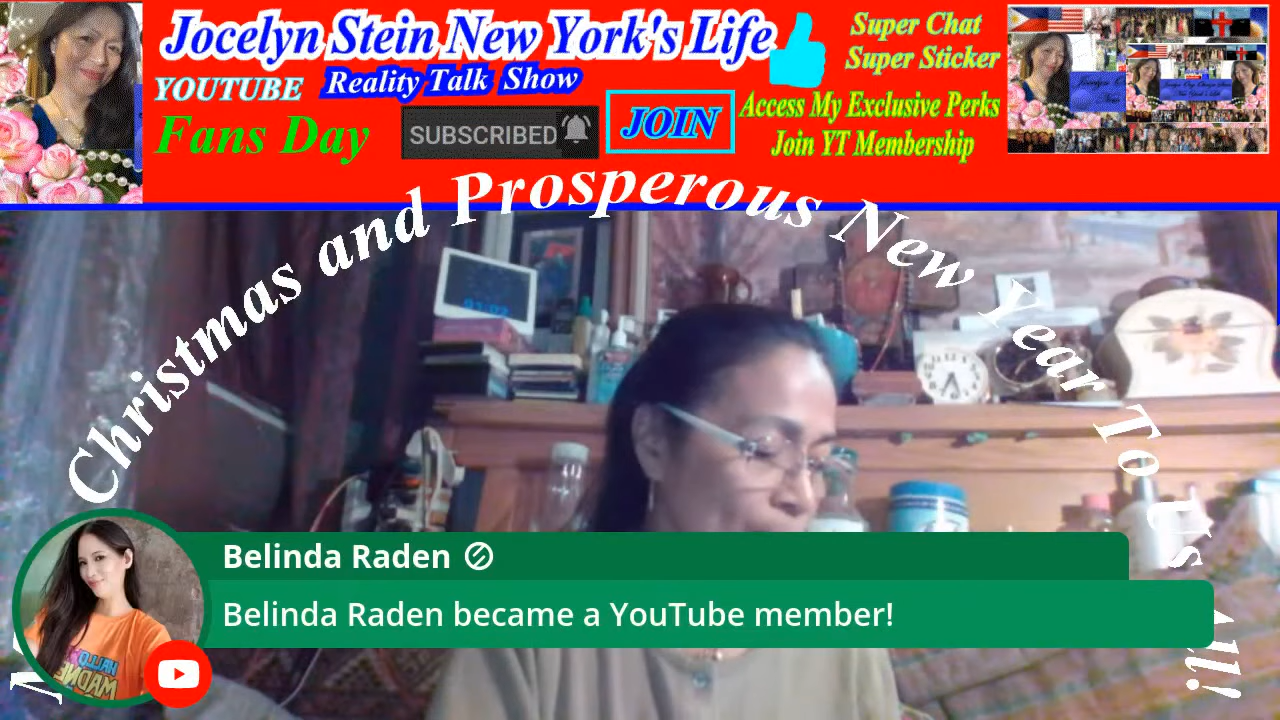 Jocelyn Stein New York's Life
Super Chat
Super Sticker
YOUTUBE
Reality Talk Show
Fans Day
SUBSCRIBED
JOIN
Access My Exclusive Perks
Join YT Membership
Christmas and Prosperous New Year To Us All!
Belinda Raden
Belinda Raden became a YouTube member!